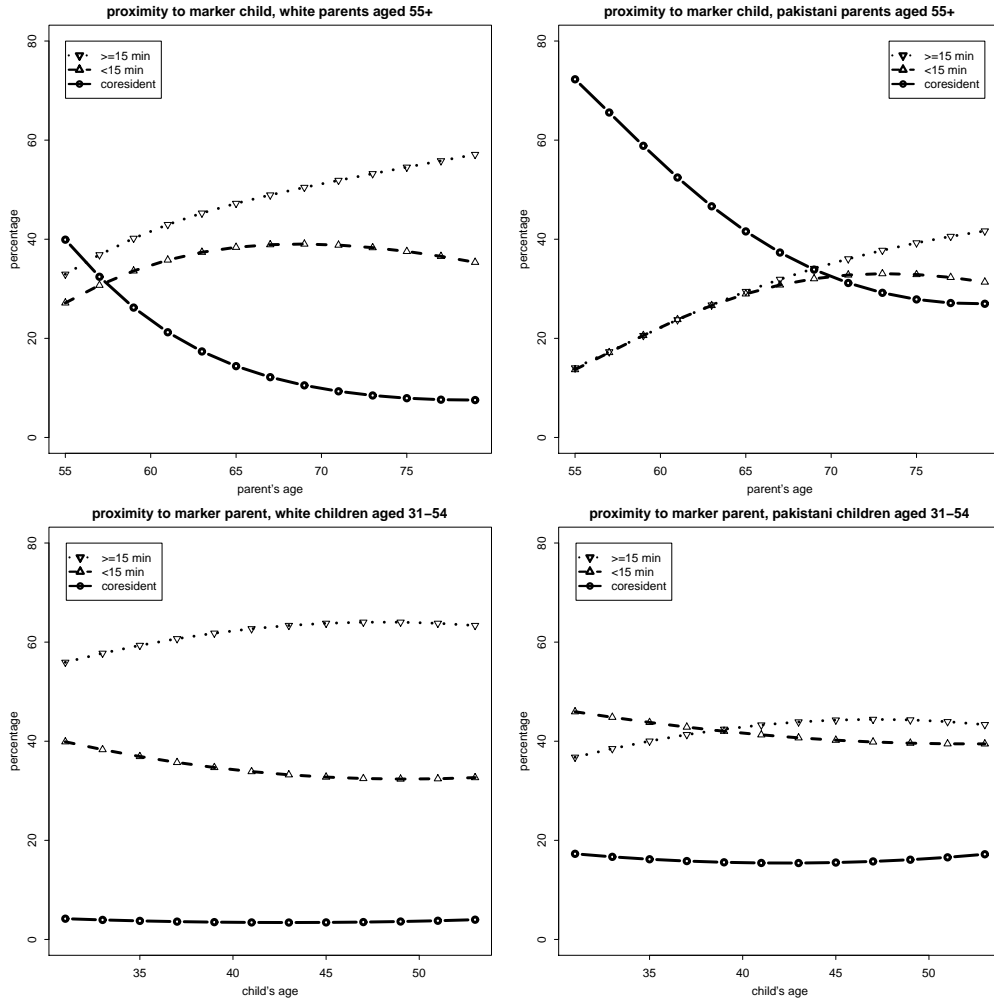 proximity to marker child, white parents aged 55+
80
60
40
20
0
percentage
>=15 min
<15 min
coresident
55 60 65 70 75
parent's age
proximity to marker child, pakistani parents aged 55+
80
60
40
20
0
percentage
>=15 min
<15 min
coresident
55 60 65 70 75
parent's age
proximity to marker parent, white children aged 31–54
80
60
40
20
0
percentage
>=15 min
<15 min
coresident
35 40 45 50
child's age
proximity to marker parent, pakistani children aged 31–54
80
60
40
20
0
percentage
>=15 min
<15 min
coresident
35 40 45 50
child's age